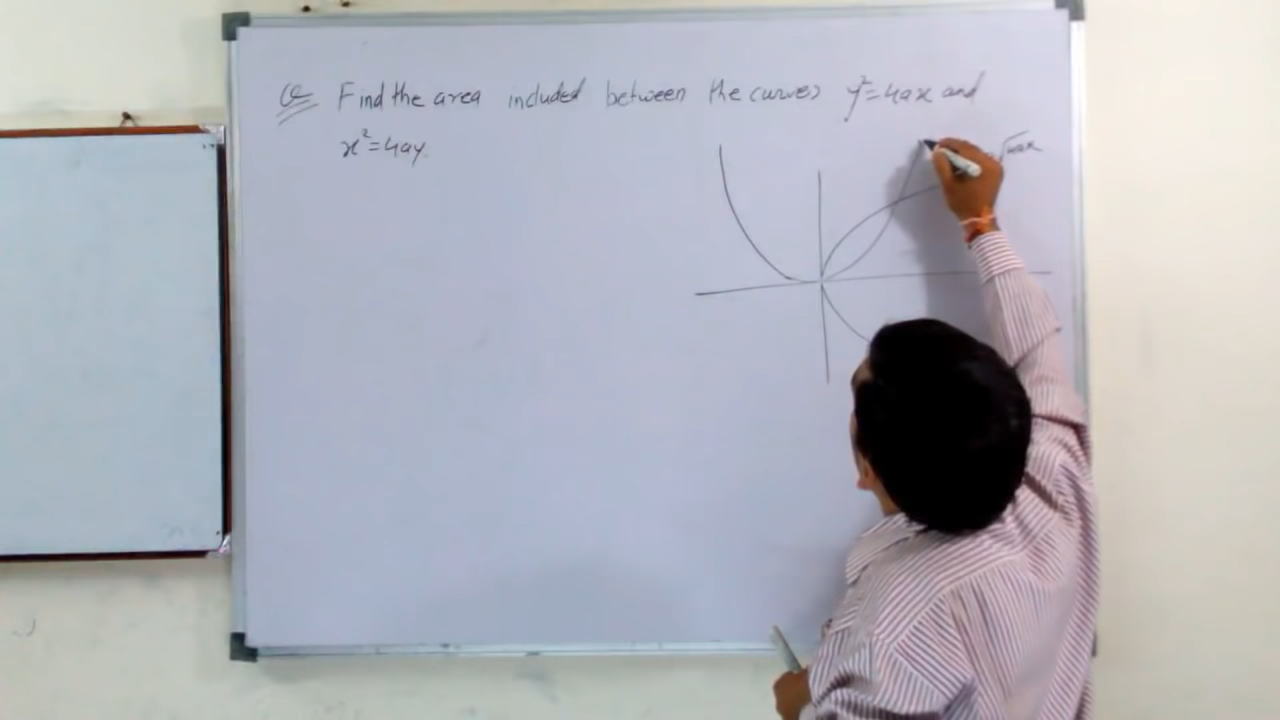 Q Find the area included between the curves y²=4ax and
x²=4ay.
√4ax